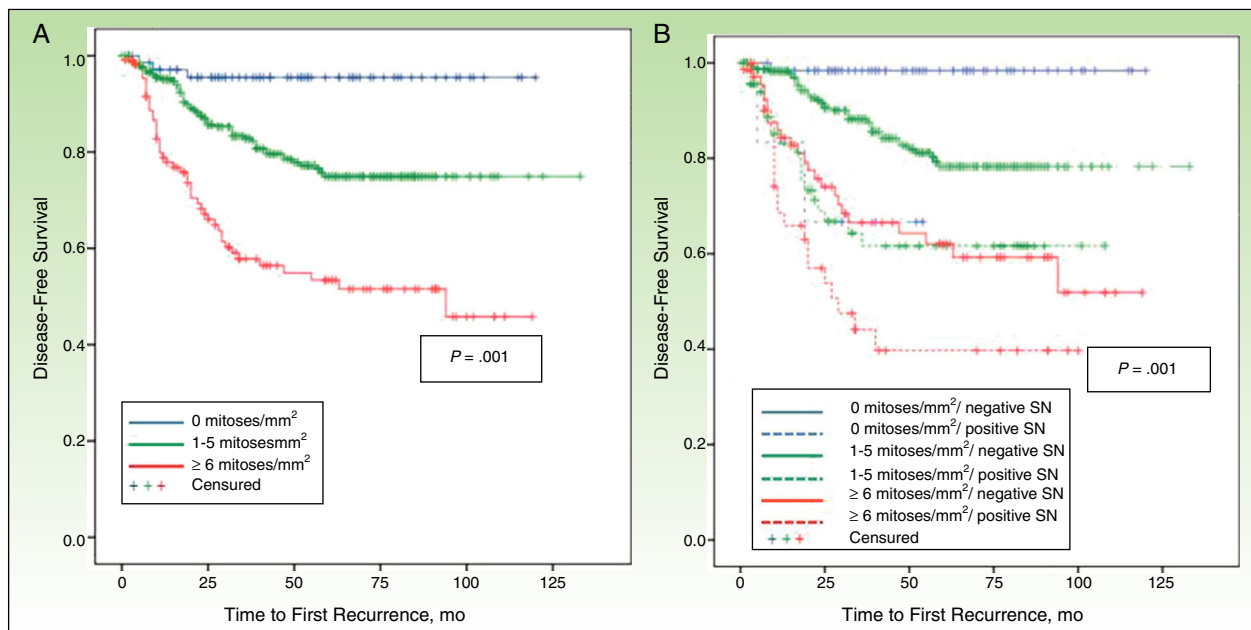 A
1.0
0.8
0.6
0.4
0.2
0.0
Disease-Free Survival
P = .001
0 mitoses/mm²
1-5 mitosesmm²
≥ 6 mitoses/mm²
Censured
0 25 50 75 100 125
Time to First Recurrence, mo
B
1.0
0.8
0.6
0.4
0.2
0.0
Disease-Free Survival
P = .001
0 mitoses/mm²/ negative SN
0 mitoses/mm²/ positive SN
1-5 mitoses/mm²/ negative SN
1-5 mitoses/mm²/ positive SN
≥ 6 mitoses/mm²/ negative SN
≥ 6 mitoses/mm²/ positive SN
Censured
0 25 50 75 100 125
Time to First Recurrence, mo